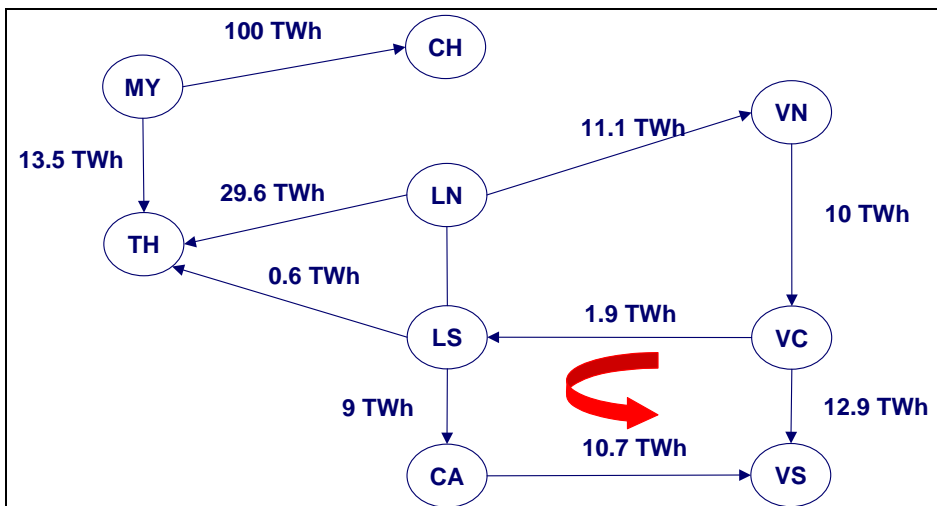 100 TWh
CH
MY
VN
11.1 TWh
13.5 TWh
29.6 TWh
LN
10 TWh
TH
0.6 TWh
1.9 TWh
LS
VC
9 TWh
12.9 TWh
10.7 TWh
CA
VS